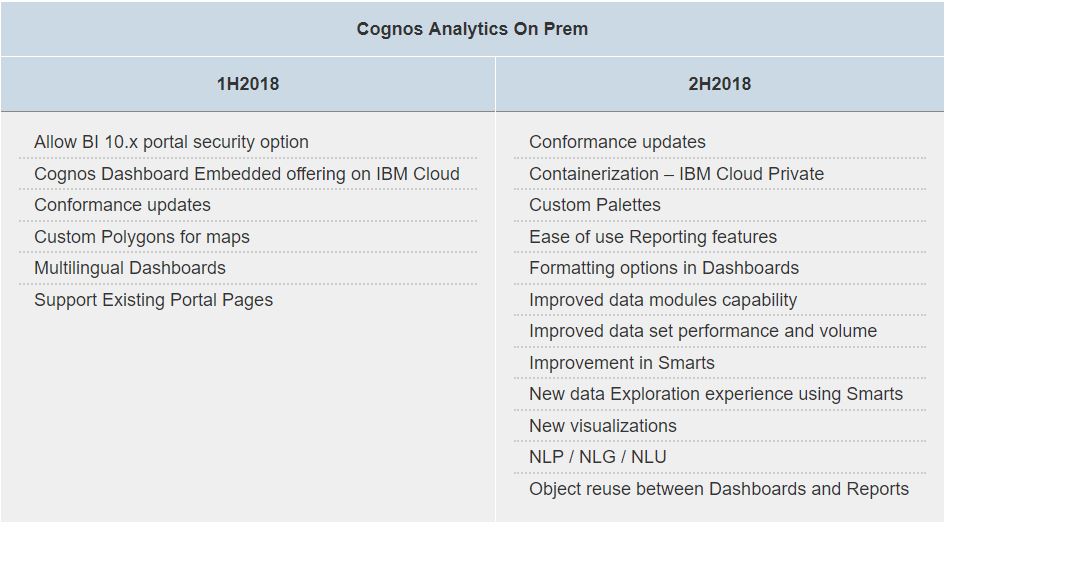 Cognos Analytics On Prem
1H2018
2H2018
Allow BI 10.x portal security option
Cognos Dashboard Embedded offering on IBM Cloud
Conformance updates
Custom Polygons for maps
Multilingual Dashboards
Support Existing Portal Pages
Conformance updates
Containerization – IBM Cloud Private
Custom Palettes
Ease of use Reporting features
Formatting options in Dashboards
Improved data modules capability
Improved data set performance and volume
Improvement in Smarts
New data Exploration experience using Smarts
New visualizations
NLP / NLG / NLU
Object reuse between Dashboards and Reports